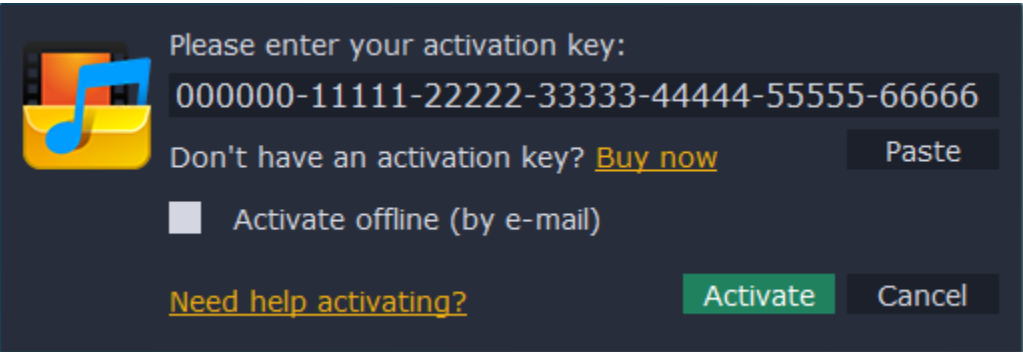 Please enter your activation key:
000000-11111-22222-33333-44444-55555-66666
Don't have an activation key? Buy now
Paste
Activate offline (by e-mail)
Need help activating?
Activate
Cancel